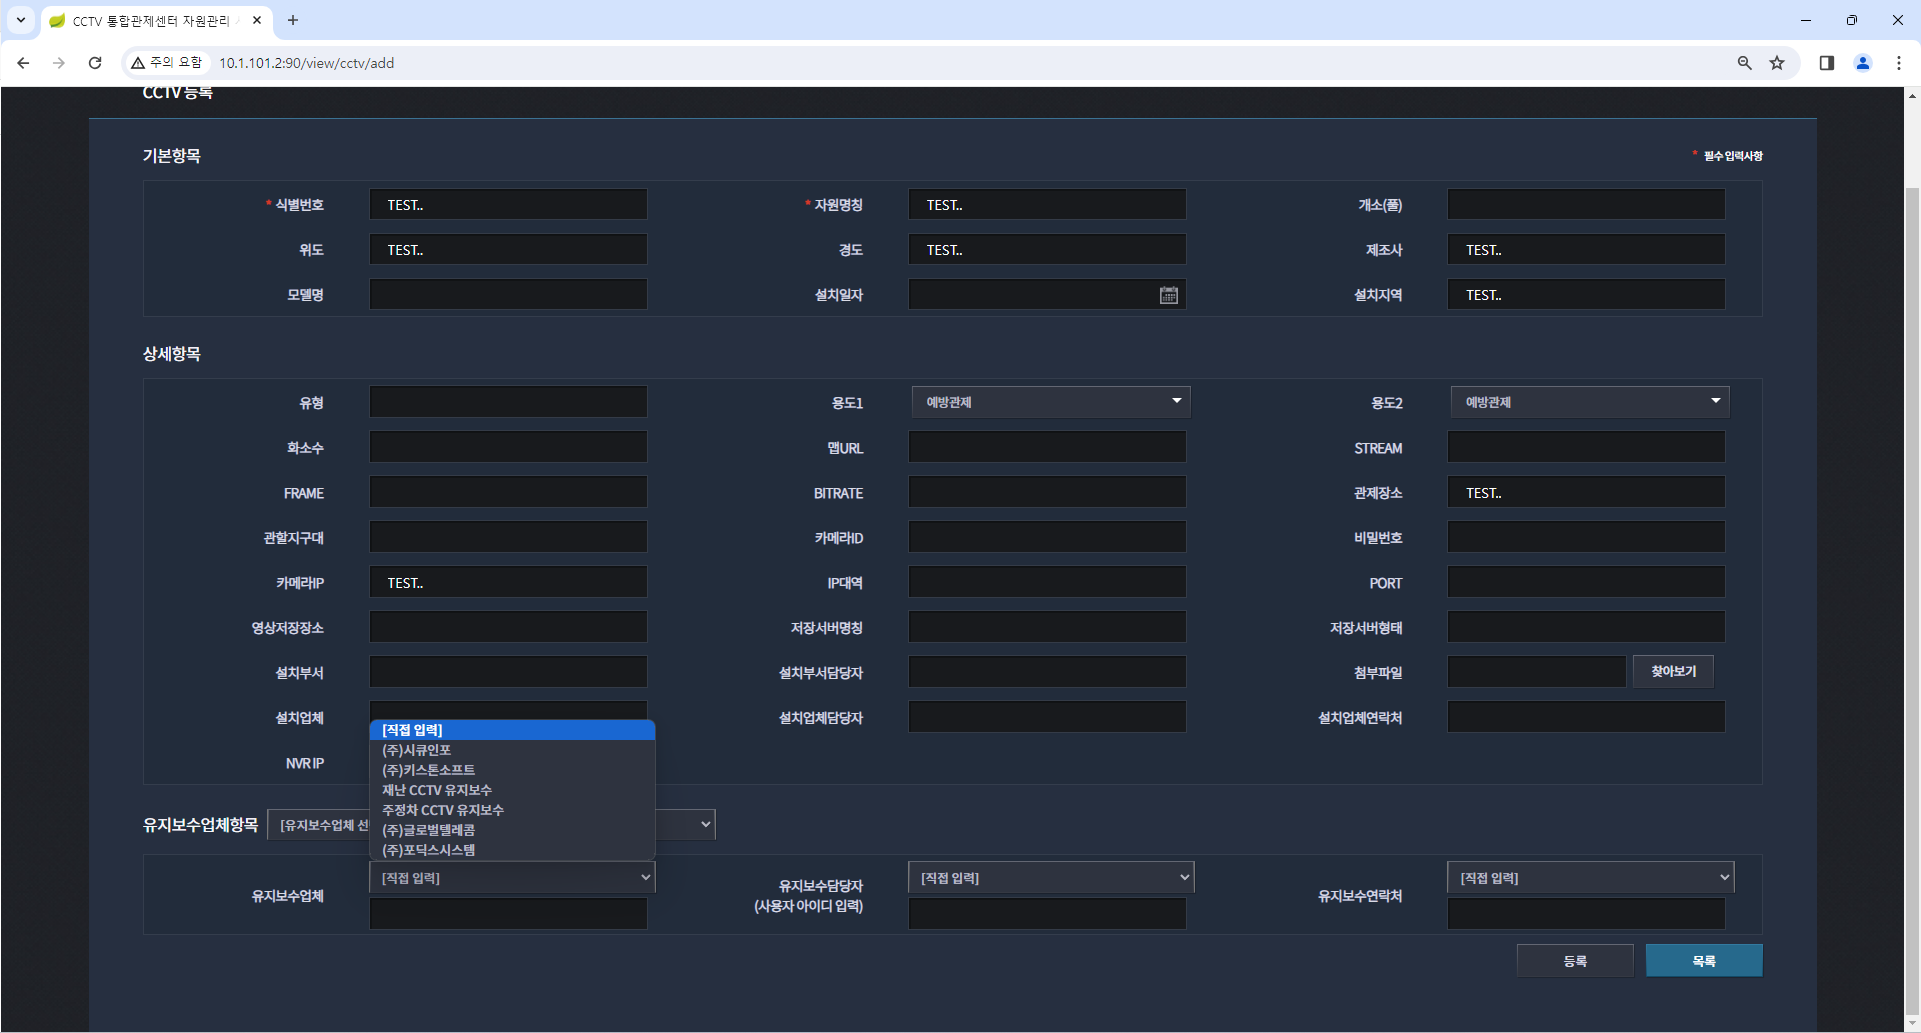 CCTV 통합관제센터 자원관리
주의 요함
10.1.101.2:90/view/cctv/add
CCTV 등록
기본항목
* 필수 입력사항
* 식별번호 TEST.. * 자원명칭 TEST.. 개소(폴)
위도 TEST.. 경도 TEST.. 제조사 TEST..
모델명 설치일자 설치지역 TEST..
상세항목
유형 용도1 예방관제 용도2 예방관제
화소수 맵URL STREAM
FRAME BITRATE 관제장소 TEST..
관할지구대 카메라ID 비밀번호
카메라IP TEST.. IP대역 PORT
영상저장장소 저장서버명칭 저장서버형태
설치부서 설치부서담당자 첨부파일 찾아보기
설치업체 설치업체담당자 설치업체연락처
[직접 입력]
(주)시큐인포
NVR IP
(주)키스톤소프트
재난 CCTV 유지보수
주정차 CCTV 유지보수
유지보수업체항목 [유지보수업체
(주)글로벌텔레콤
(주)포딕스시스템
유지보수업체 [직접 입력] 유지보수담당자 [직접 입력] 유지보수연락처 [직접 입력]
(사용자 아이디 입력)
등록 목록